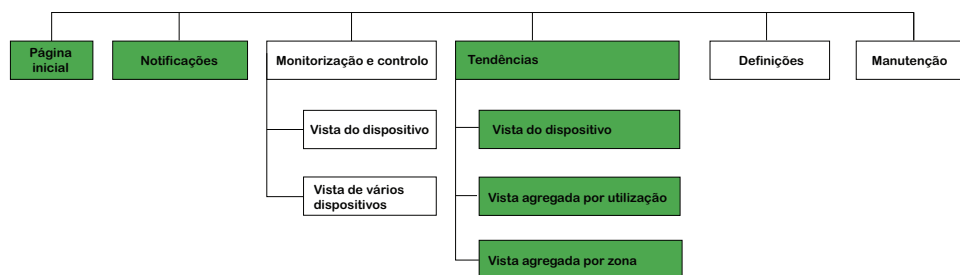 Página
inicial
Notificações
Monitorização e controlo
Tendências
Definições
Manutenção
Vista do dispositivo
Vista do dispositivo
Vista de vários
dispositivos
Vista agregada por utilização
Vista agregada por zona